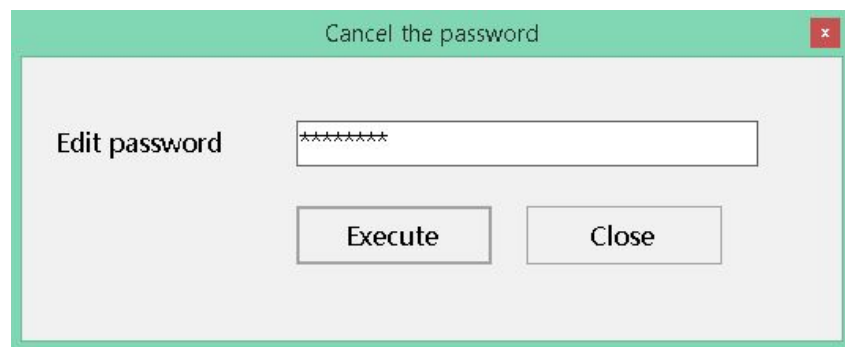 Cancel the password
x
Edit password
********
Execute
Close